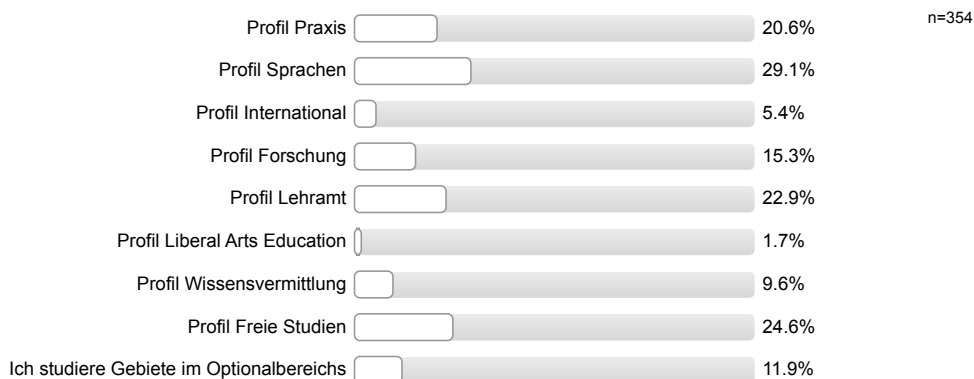 n=354
Profil Praxis 20.6%
Profil Sprachen 29.1%
Profil International 5.4%
Profil Forschung 15.3%
Profil Lehramt 22.9%
Profil Liberal Arts Education 1.7%
Profil Wissensvermittlung 9.6%
Profil Freie Studien 24.6%
Ich studiere Gebiete im Optionalbereichs 11.9%